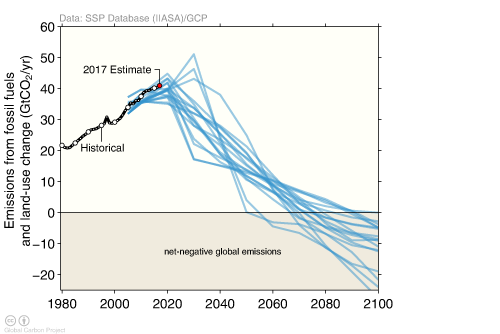 Data: SSP Database (IIASA)/GCP
Emissions from fossil fuels
and land-use change (GtCO₂/yr)
60
50
40
30
20
10
0
−10
−20
2017 Estimate
Historical
net-negative global emissions
1980
2000
2020
2040
2060
2080
2100
cc
Global Carbon Project